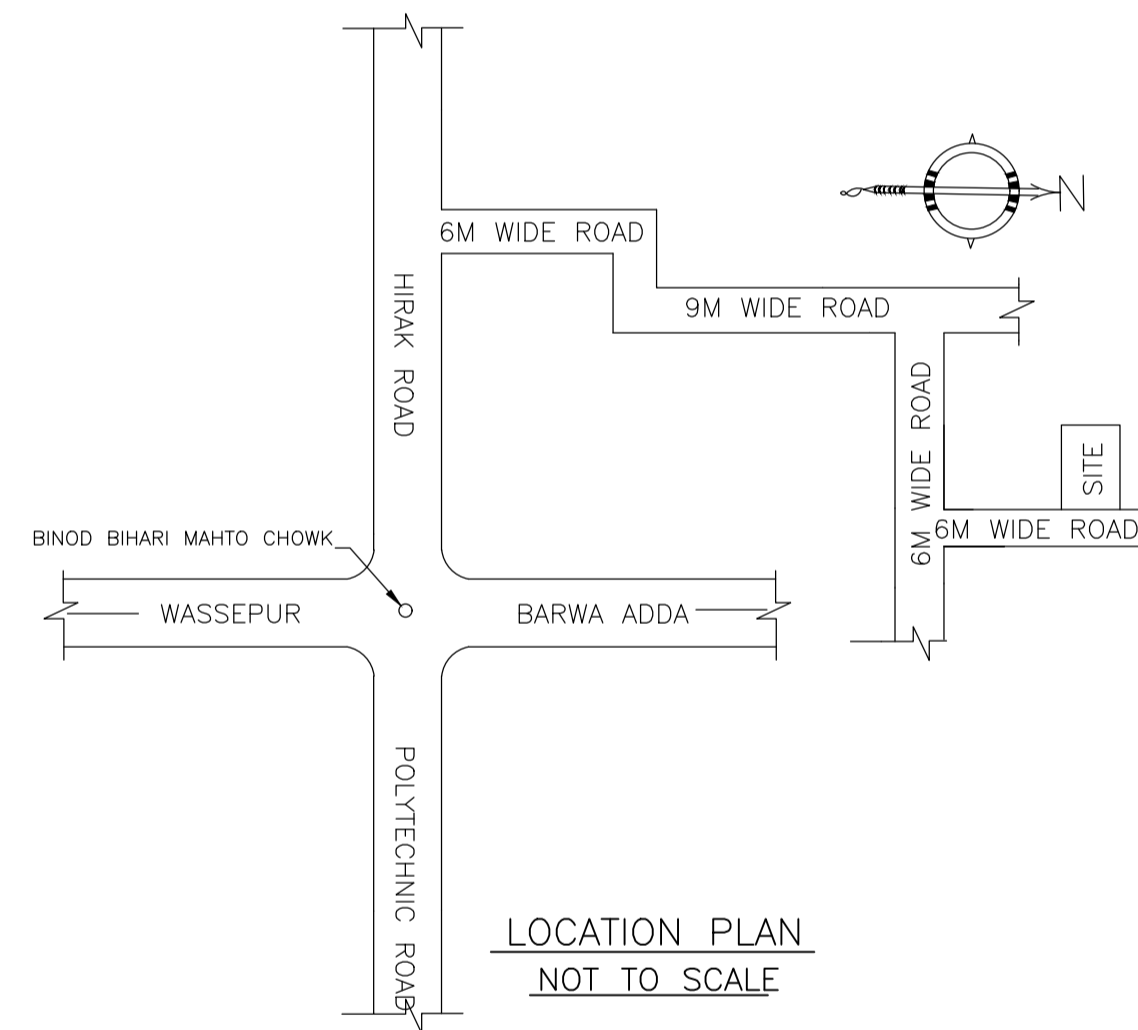 6M WIDE ROAD
N
HIRAK ROAD
9M WIDE ROAD
6M WIDE ROAD
SITE
6M WIDE ROAD
BINOD BIHARI MAHTO CHOWK
WASSEPUR
BARWA ADDA
POLYTECHNIC ROAD
LOCATION PLAN
NOT TO SCALE